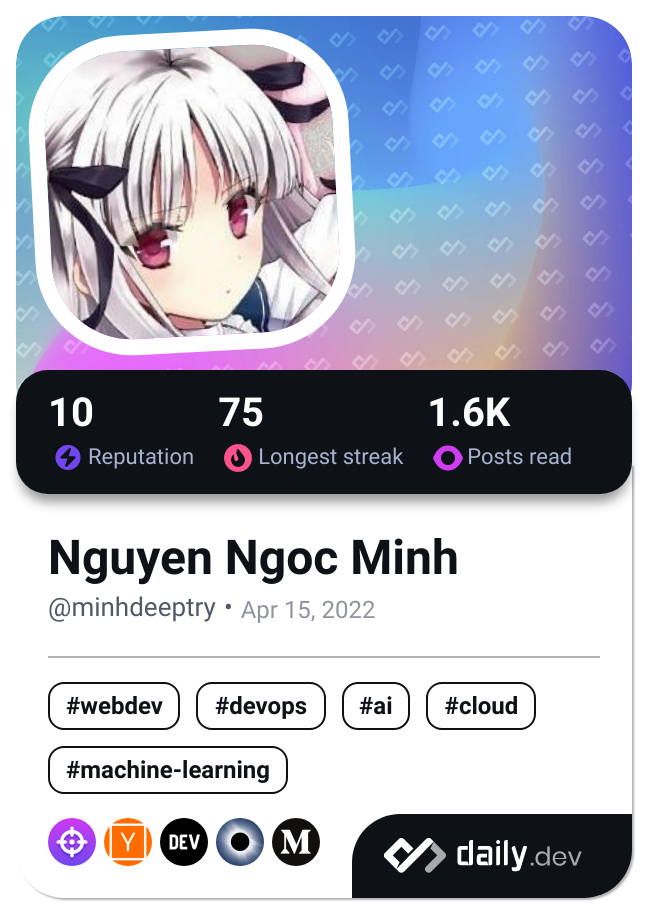 10 75 1.6K
Reputation Longest streak Posts read
Nguyen Ngoc Minh
@minhdeeptry • Apr 15, 2022
#webdev #devops #ai #cloud
#machine-learning
Y DEV M
daily.dev